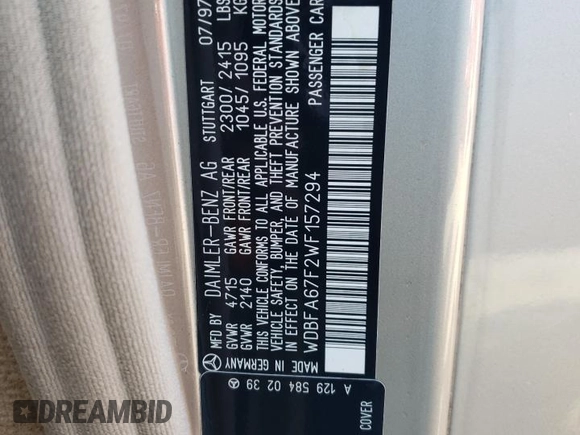 MFD BY DAIMLER-BENZ AG STUTTGART 07/97
GVWR 4715 GAWR FRONT/REAR 2300/2415 LBS
GVWR 2140 GAWR FRONT/REAR 1045/1095 KG
THIS VEHICLE CONFORMS TO ALL APPLICABLE U.S. FEDERAL MOTOR
VEHICLE SAFETY, BUMPER, AND THEFT PREVENTION STANDARDS
IN EFFECT ON THE DATE OF MANUFACTURE SHOWN ABOVE
WDBFA67F2WF157294 PASSENGER CAR
MADE IN GERMANY
A 129 584 02 39
COVER
DREAMBID